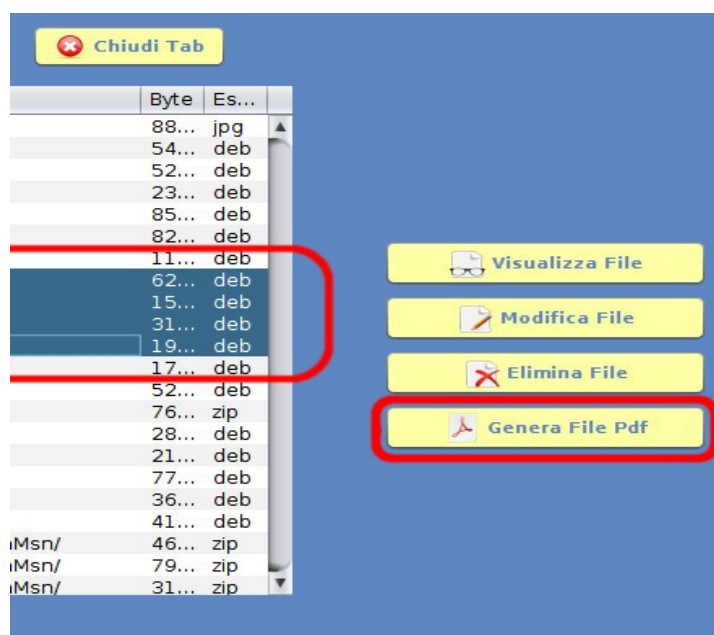 Chiudi Tab
Byte Es...
88... jpg
54... deb
52... deb
23... deb
85... deb
82... deb
11... deb
62... deb
15... deb
31... deb
19... deb
17... deb
52... deb
76... zip
28... deb
21... deb
77... deb
36... deb
41... deb
Msn/ 46... zip
Msn/ 79... zip
Msn/ 31... zip
Visualizza File
Modifica File
Elimina File
Genera File Pdf